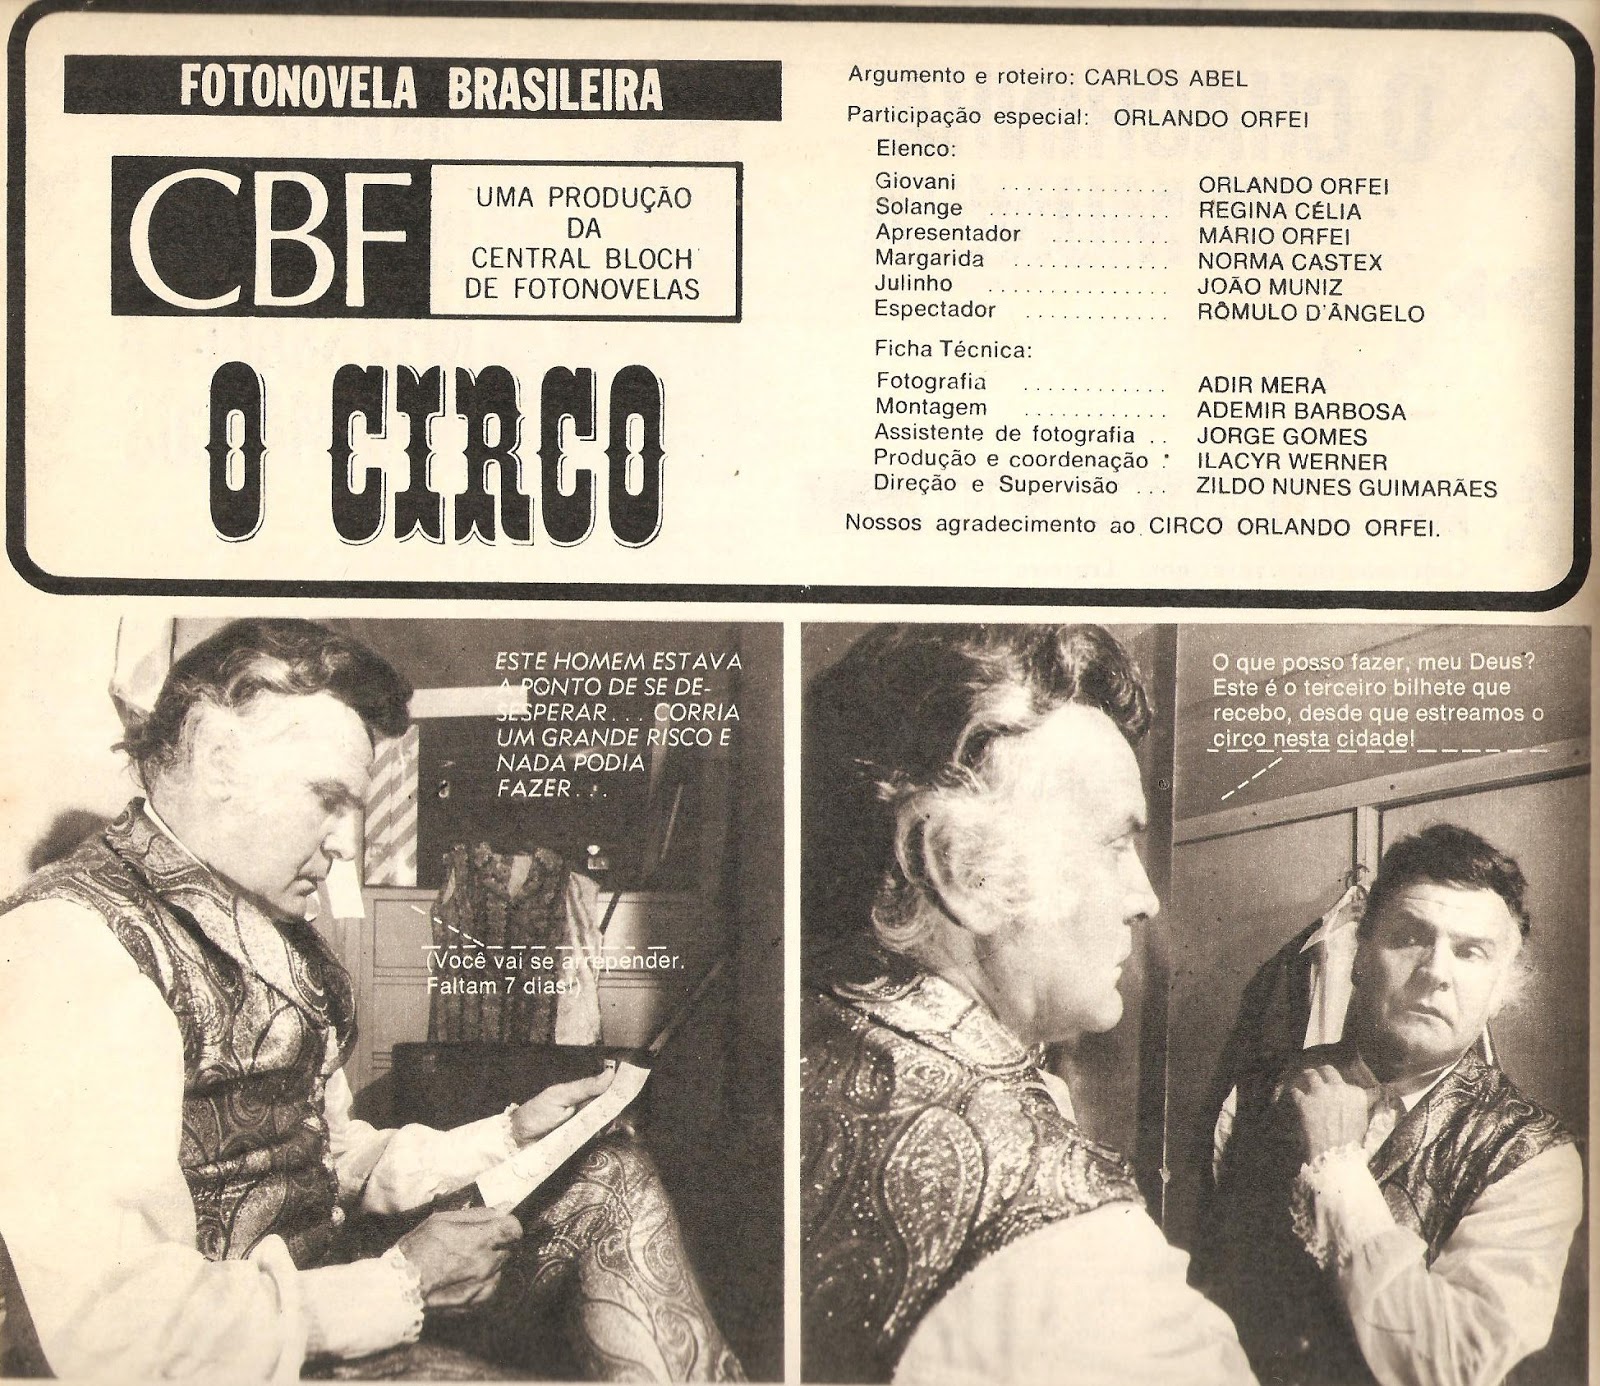 FOTONOVELA BRASILEIRA
CBF
UMA PRODUÇÃO
DA
CENTRAL BLOCH
DE FOTONOVELAS
O CIRCO
Argumento e roteiro: CARLOS ABEL
Participação especial: ORLANDO ORFEI
Elenco:
Giovani .............. ORLANDO ORFEI
Solange ............... REGINA CÉLIA
Apresentador .......... MÁRIO ORFEI
Margarida ............. NORMA CASTEX
Julinho ............... JOÃO MUNIZ
Espectador ............ RÔMULO D'ÂNGELO
Ficha Técnica:
Fotografia ............ ADIR MERA
Montagem ............ ADEMIR BARBOSA
Assistente de fotografia .. JORGE GOMES
Produção e coordenação : ILACYR WERNER
Direção e Supervisão ... ZILDO NUNES GUIMARÃES
Nossos agradecimento ao CIRCO ORLANDO ORFEI.
ESTE HOMEM ESTAVA
A PONTO DE SE DE-
SESPERAR... CORRIA
UM GRANDE RISCO E
NADA PODIA
FAZER...
(Você vai se arrepender.
Faltam 7 dias!)
O que posso fazer, meu Deus?
Este é o terceiro bilhete que
recebo, desde que estreamos o
circo nesta cidade!